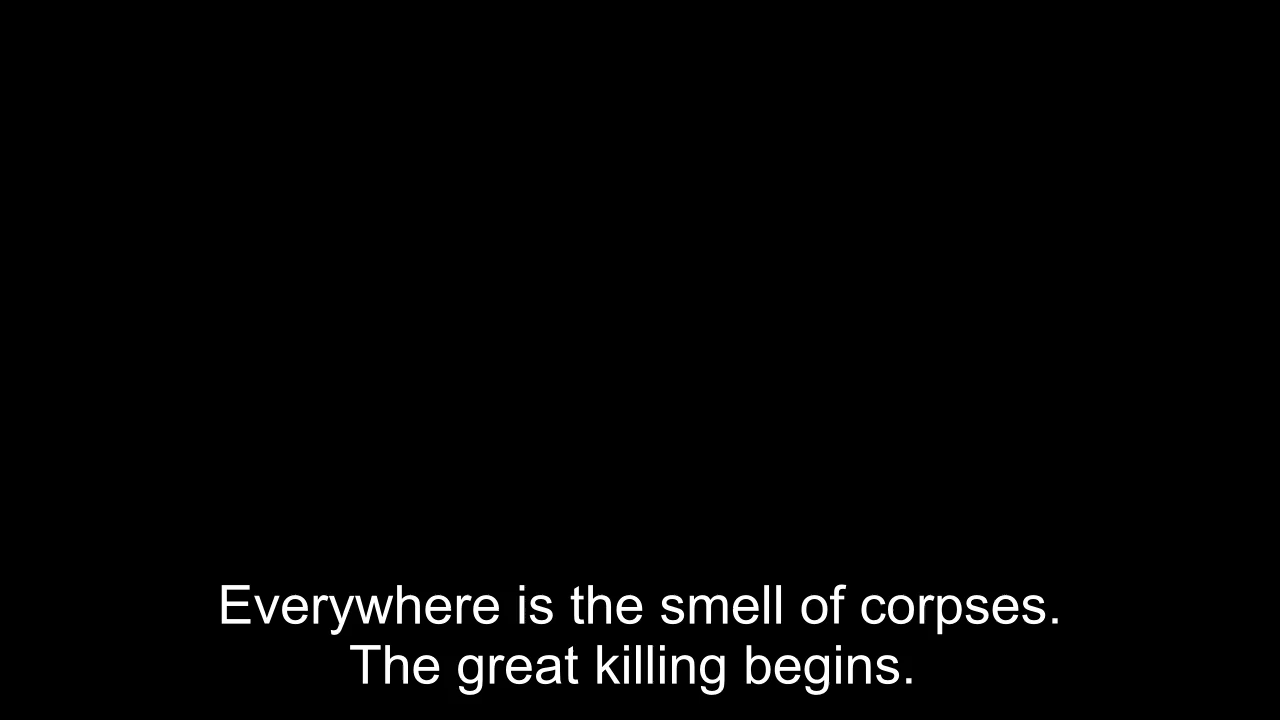 Everywhere is the smell of corpses.
The great killing begins.